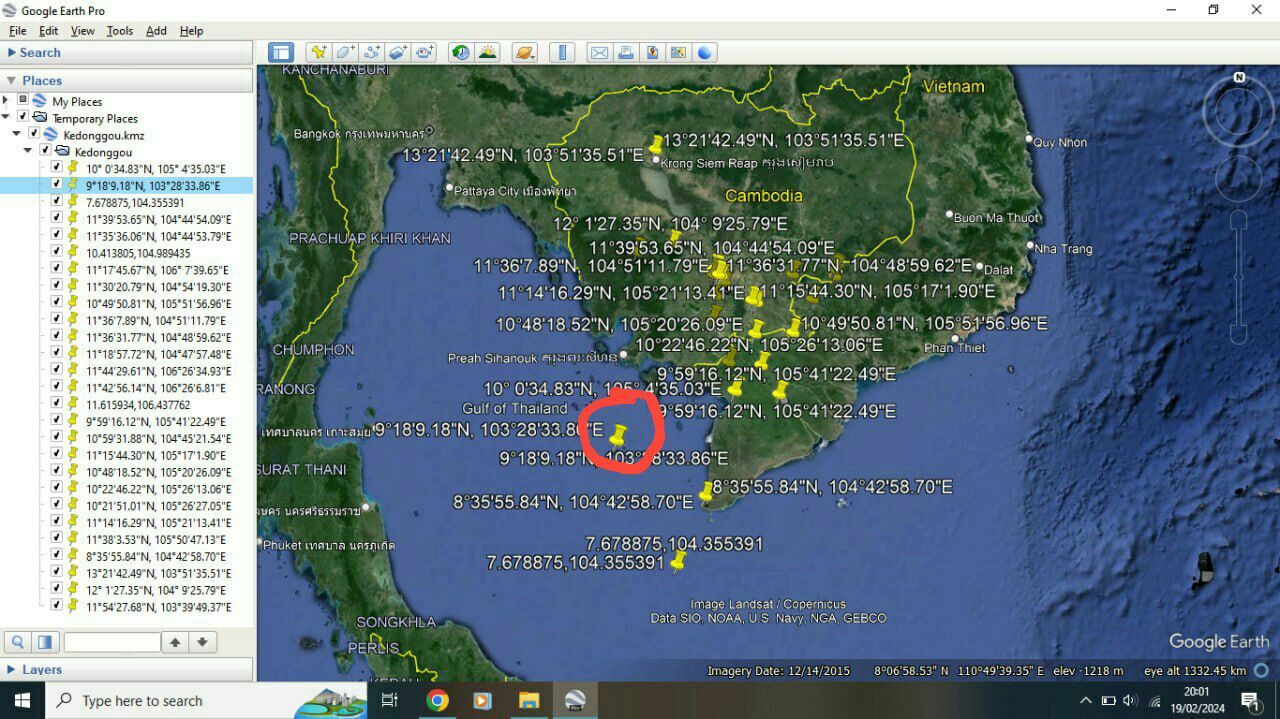 Google Earth Pro
File Edit View Tools Add Help
Search
Places
My Places
Temporary Places
Kedonggou.kmz
Kedonggou
10° 0'34.83"N, 105° 4'35.03"E
9°18'9.18"N, 103°28'33.86"E
7.678875,104.355391
11°39'53.65"N, 104°44'54.09"E
11°35'36.06"N, 104°44'53.79"E
10.413805,104.989435
11°17'45.67"N, 106° 7'39.65"E
11°30'20.79"N, 104°54'19.30"E
10°49'50.81"N, 105°51'56.96"E
11°36'7.89"N, 104°51'11.79"E
11°36'31.77"N, 104°48'59.62"E
11°18'57.72"N, 104°47'57.48"E
11°44'29.61"N, 106°26'34.93"E
11°42'56.14"N, 106°26'6.81"E
11.615934,106.437762
9°59'16.12"N, 105°41'22.49"E
10°59'31.88"N, 104°45'21.54"E
11°15'44.30"N, 105°17'1.90"E
10°48'18.52"N, 105°20'26.09"E
10°22'46.22"N, 105°26'13.06"E
10°21'51.01"N, 105°26'27.05"E
11°14'16.29"N, 105°21'13.41"E
11°38'3.53"N, 105°50'47.13"E
8°35'55.84"N, 104°42'58.70"E
13°21'42.49"N, 103°51'35.51"E
12° 1'27.35"N, 104° 9'25.79"E
11°54'27.68"N, 103°39'49.37"E
Layers
KANCHANABURI
Vietnam
N
Bangkok กรุงเทพมหานคร
13°21'42.49"N, 103°51'35.51"E
13°21'42.49"N, 103°51'35.51"E
Krong Siem Reap ក្រុងសៀមរាប
Quy Nhon
Pattaya City เมืองพัทยา
Cambodia
12° 1'27.35"N, 104° 9'25.79"E
Buon Ma Thuot
PRACHUAP KHIRI KHAN
11°39'53.65"N, 104°44'54.09"E
Nha Trang
11°36'7.89"N, 104°51'11.79"E
11°36'31.77"N, 104°48'59.62"E
Dalat
11°14'16.29"N, 105°21'13.41"E
11°15'44.30"N, 105°17'1.90"E
10°48'18.52"N, 105°20'26.09"E
10°49'50.81"N, 105°51'56.96"E
CHUMPHON
10°22'46.22"N, 105°26'13.06"E
Phan Thiet
Preah Sihanouk ក្រុងព្រះសីហនុ
9°59'16.12"N, 105°41'22.49"E
RANONG
10° 0'34.83"N, 105° 4'35.03"E
Gulf of Thailand
9°59'16.12"N, 105°41'22.49"E
เทศบาลนคร เกาะสมุย
9°18'9.18"N, 103°28'33.86"E
9°18'9.18"N, 103°28'33.86"E
SURAT THANI
8°35'55.84"N, 104°42'58.70"E
8°35'55.84"N, 104°42'58.70"E
นครศรีธรรมราช
Phuket เทศบาล นครภูเก็ต
7.678875,104.355391
7.678875,104.355391
SONGKHLA
PERLIS
Image Landsat / Copernicus
Data SIO, NOAA, U.S. Navy, NGA, GEBCO
Google Earth
Imagery Date: 12/14/2015 8°06'58.53" N 110°49'39.35" E elev -1218 m eye alt 1332.45 km
Type here to search
20:01
19/02/2024
1